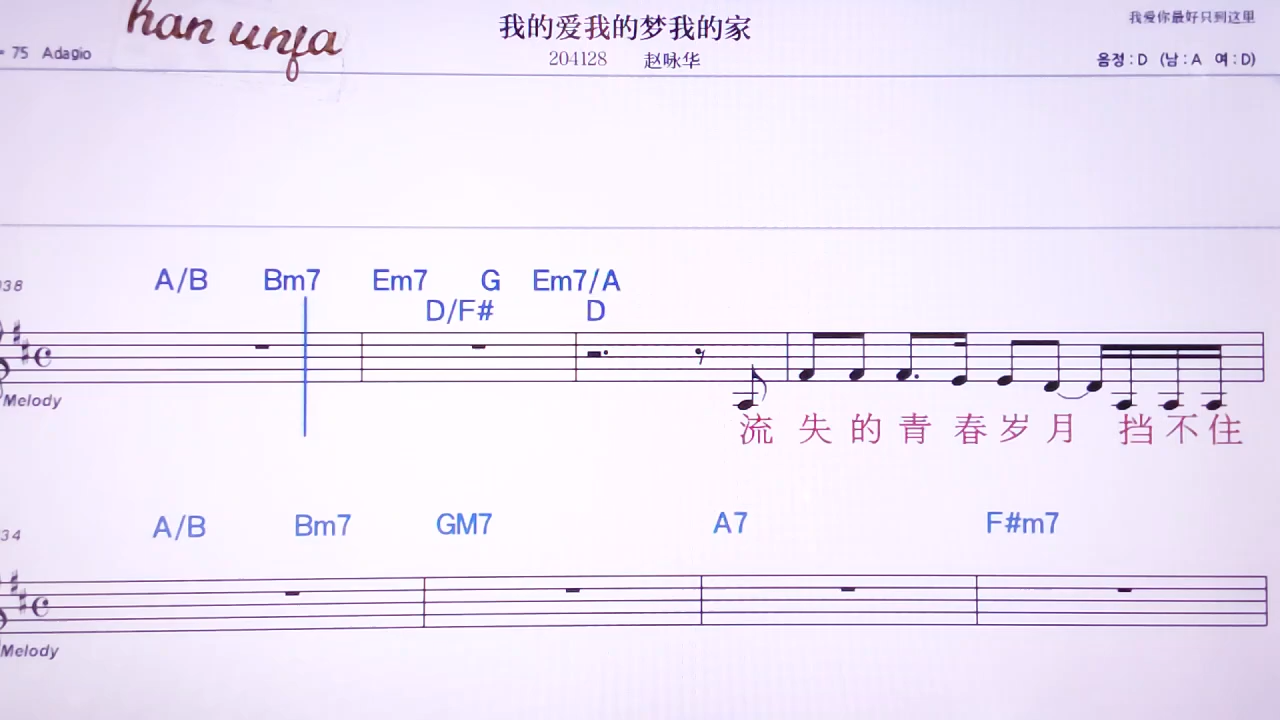 han unfa
我的爱我的梦我的家
我爱你最好只到这里
= 75 Adagio
204128 赵咏华
음정 : D (남 : A 여 : D)
A/B Bm7 Em7 G Em7/A
D/F# D
38
Melody
流 失 的 青 春 岁 月 挡 不 住
A/B Bm7 GM7 A7 F#m7
34
Melody